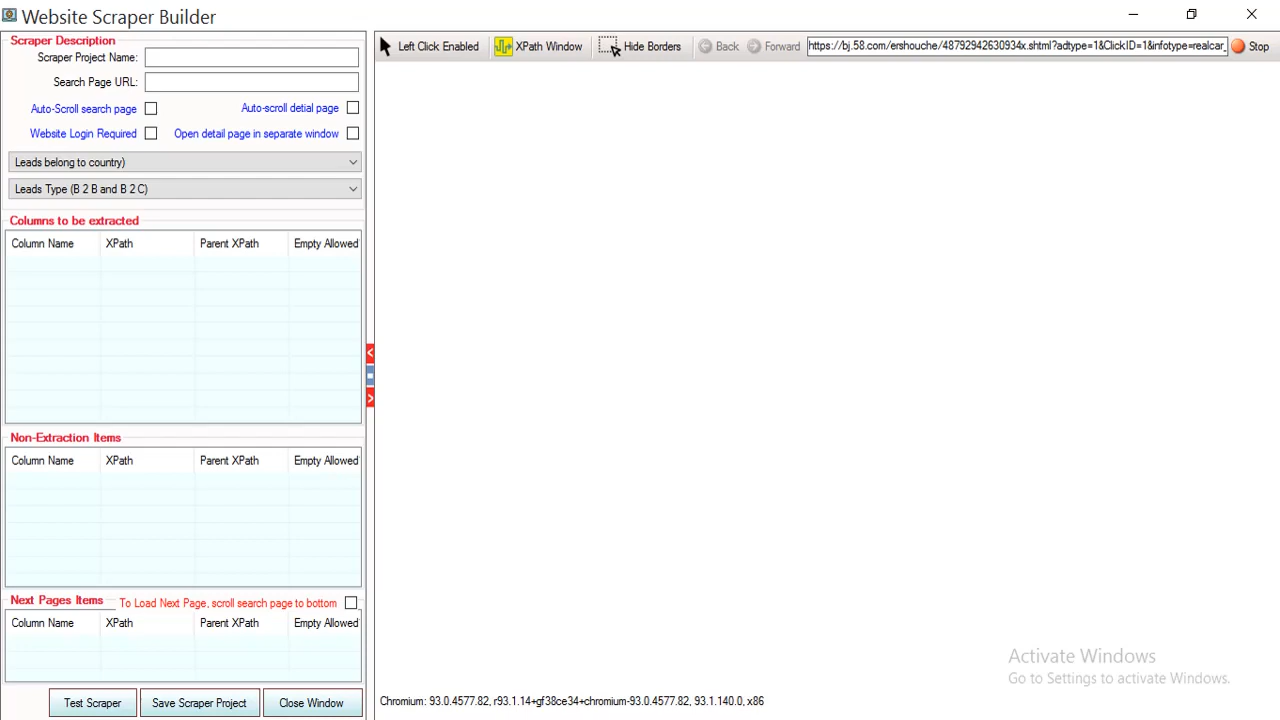 Website Scraper Builder
Scraper Description
Scraper Project Name:
Search Page URL:
Auto-Scroll search page
Auto-scroll detial page
Website Login Required
Open detail page in separate window
Leads belong to country)
Leads Type (B 2 B and B 2 C)
Columns to be extracted
Column Name XPath Parent XPath Empty Allowed
Non-Extraction Items
Column Name XPath Parent XPath Empty Allowed
Next Pages Items To Load Next Page, scroll search page to bottom
Column Name XPath Parent XPath Empty Allowed
Test Scraper Save Scraper Project Close Window
Left Click Enabled XPath Window Hide Borders Back Forward https://bj.58.com/ershouche/48792942630934x.shtml?adtype=1&ClickID=1&infotype=realcar_ Stop
Activate Windows
Go to Settings to activate Windows.
Chromium: 93.0.4577.82, r93.1.14+gf38ce34+chromium-93.0.4577.82, 93.1.140.0, x86